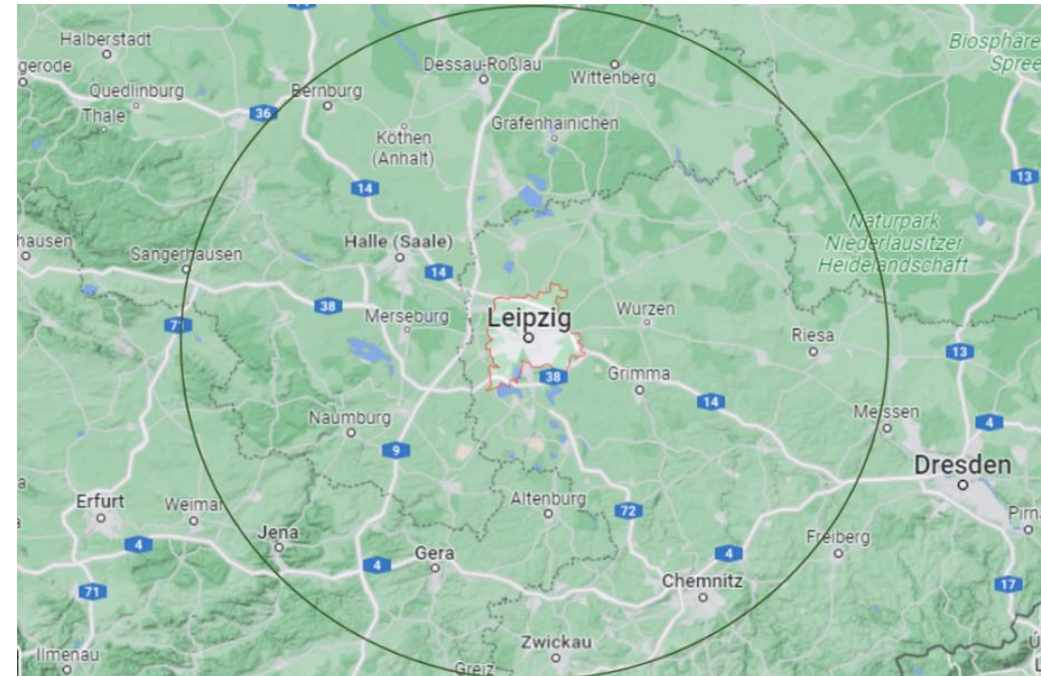 Halberstadt
gerode
Quedlinburg
Thale
36
Bernburg
Dessau-Roßlau
Wittenberg
Biosphäre
Spree
Köthen
(Anhalt)
Gräfenhainichen
14
13
Naturpark
Niederlausitzer
Heidelandschaft
hausen
Sangerhausen
Halle (Saale)
14
38
71
Merseburg
Leipzig
Wurzen
Riesa
13
38
Grimma
14
Meissen
4
Naumburg
9
Dresden
Erfurt
Weimar
Altenburg
72
Pirna
Jena
4
4
Gera
4
Freiberg
71
Chemnitz
17
Zwickau
Ilmenau
Greiz